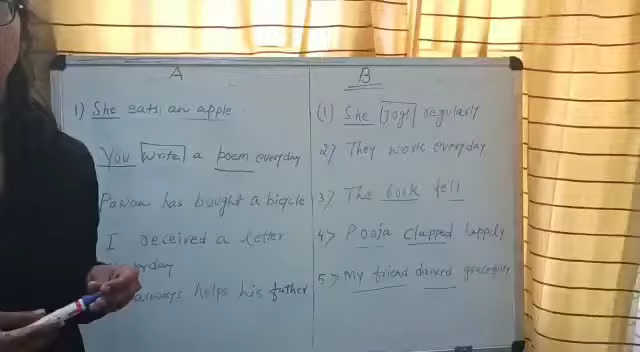 A
1) She eats an apple
You write a poem everyday
Pawan has bought a bicycle
I received a letter
always helps his father
B
(1) She Jogs regularly
2) They work everyday
3) The book fell
4) Pooja clapped happily
5) My friend danced gracefully